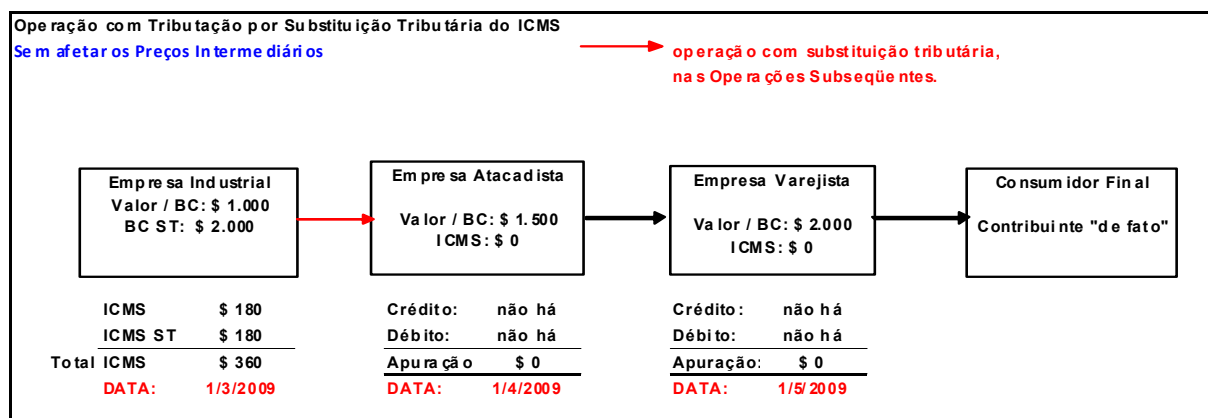 Operação com Tributação por Substituição Tributária do ICMS
Sem afetar os Preços Intermediários
operação com substituição tributária,
nas Operações Subseqüentes.
Empresa Industrial
Valor / BC: $ 1.000
BC ST: $ 2.000
Empresa Atacadista
Valor / BC: $ 1.500
ICMS: $ 0
Empresa Varejista
Valor / BC: $ 2.000
ICMS: $ 0
Consumidor Final
Contribuinte "de fato"
ICMS $ 180
ICMS ST $ 180
Total ICMS $ 360
DATA: 1/3/2009
Crédito: não há
Débito: não há
Apuração $ 0
DATA: 1/4/2009
Crédito: não há
Débito: não há
Apuração: $ 0
DATA: 1/5/2009